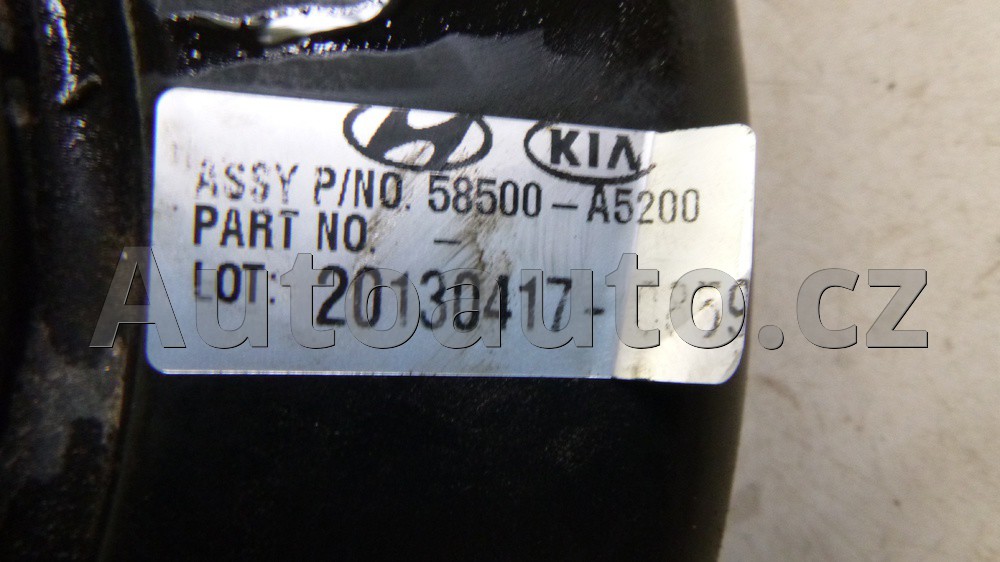 KIA
ASSY P/NO. 58500-A5200
PART NO. -
LOT: 20130417-
Autoauto.cz